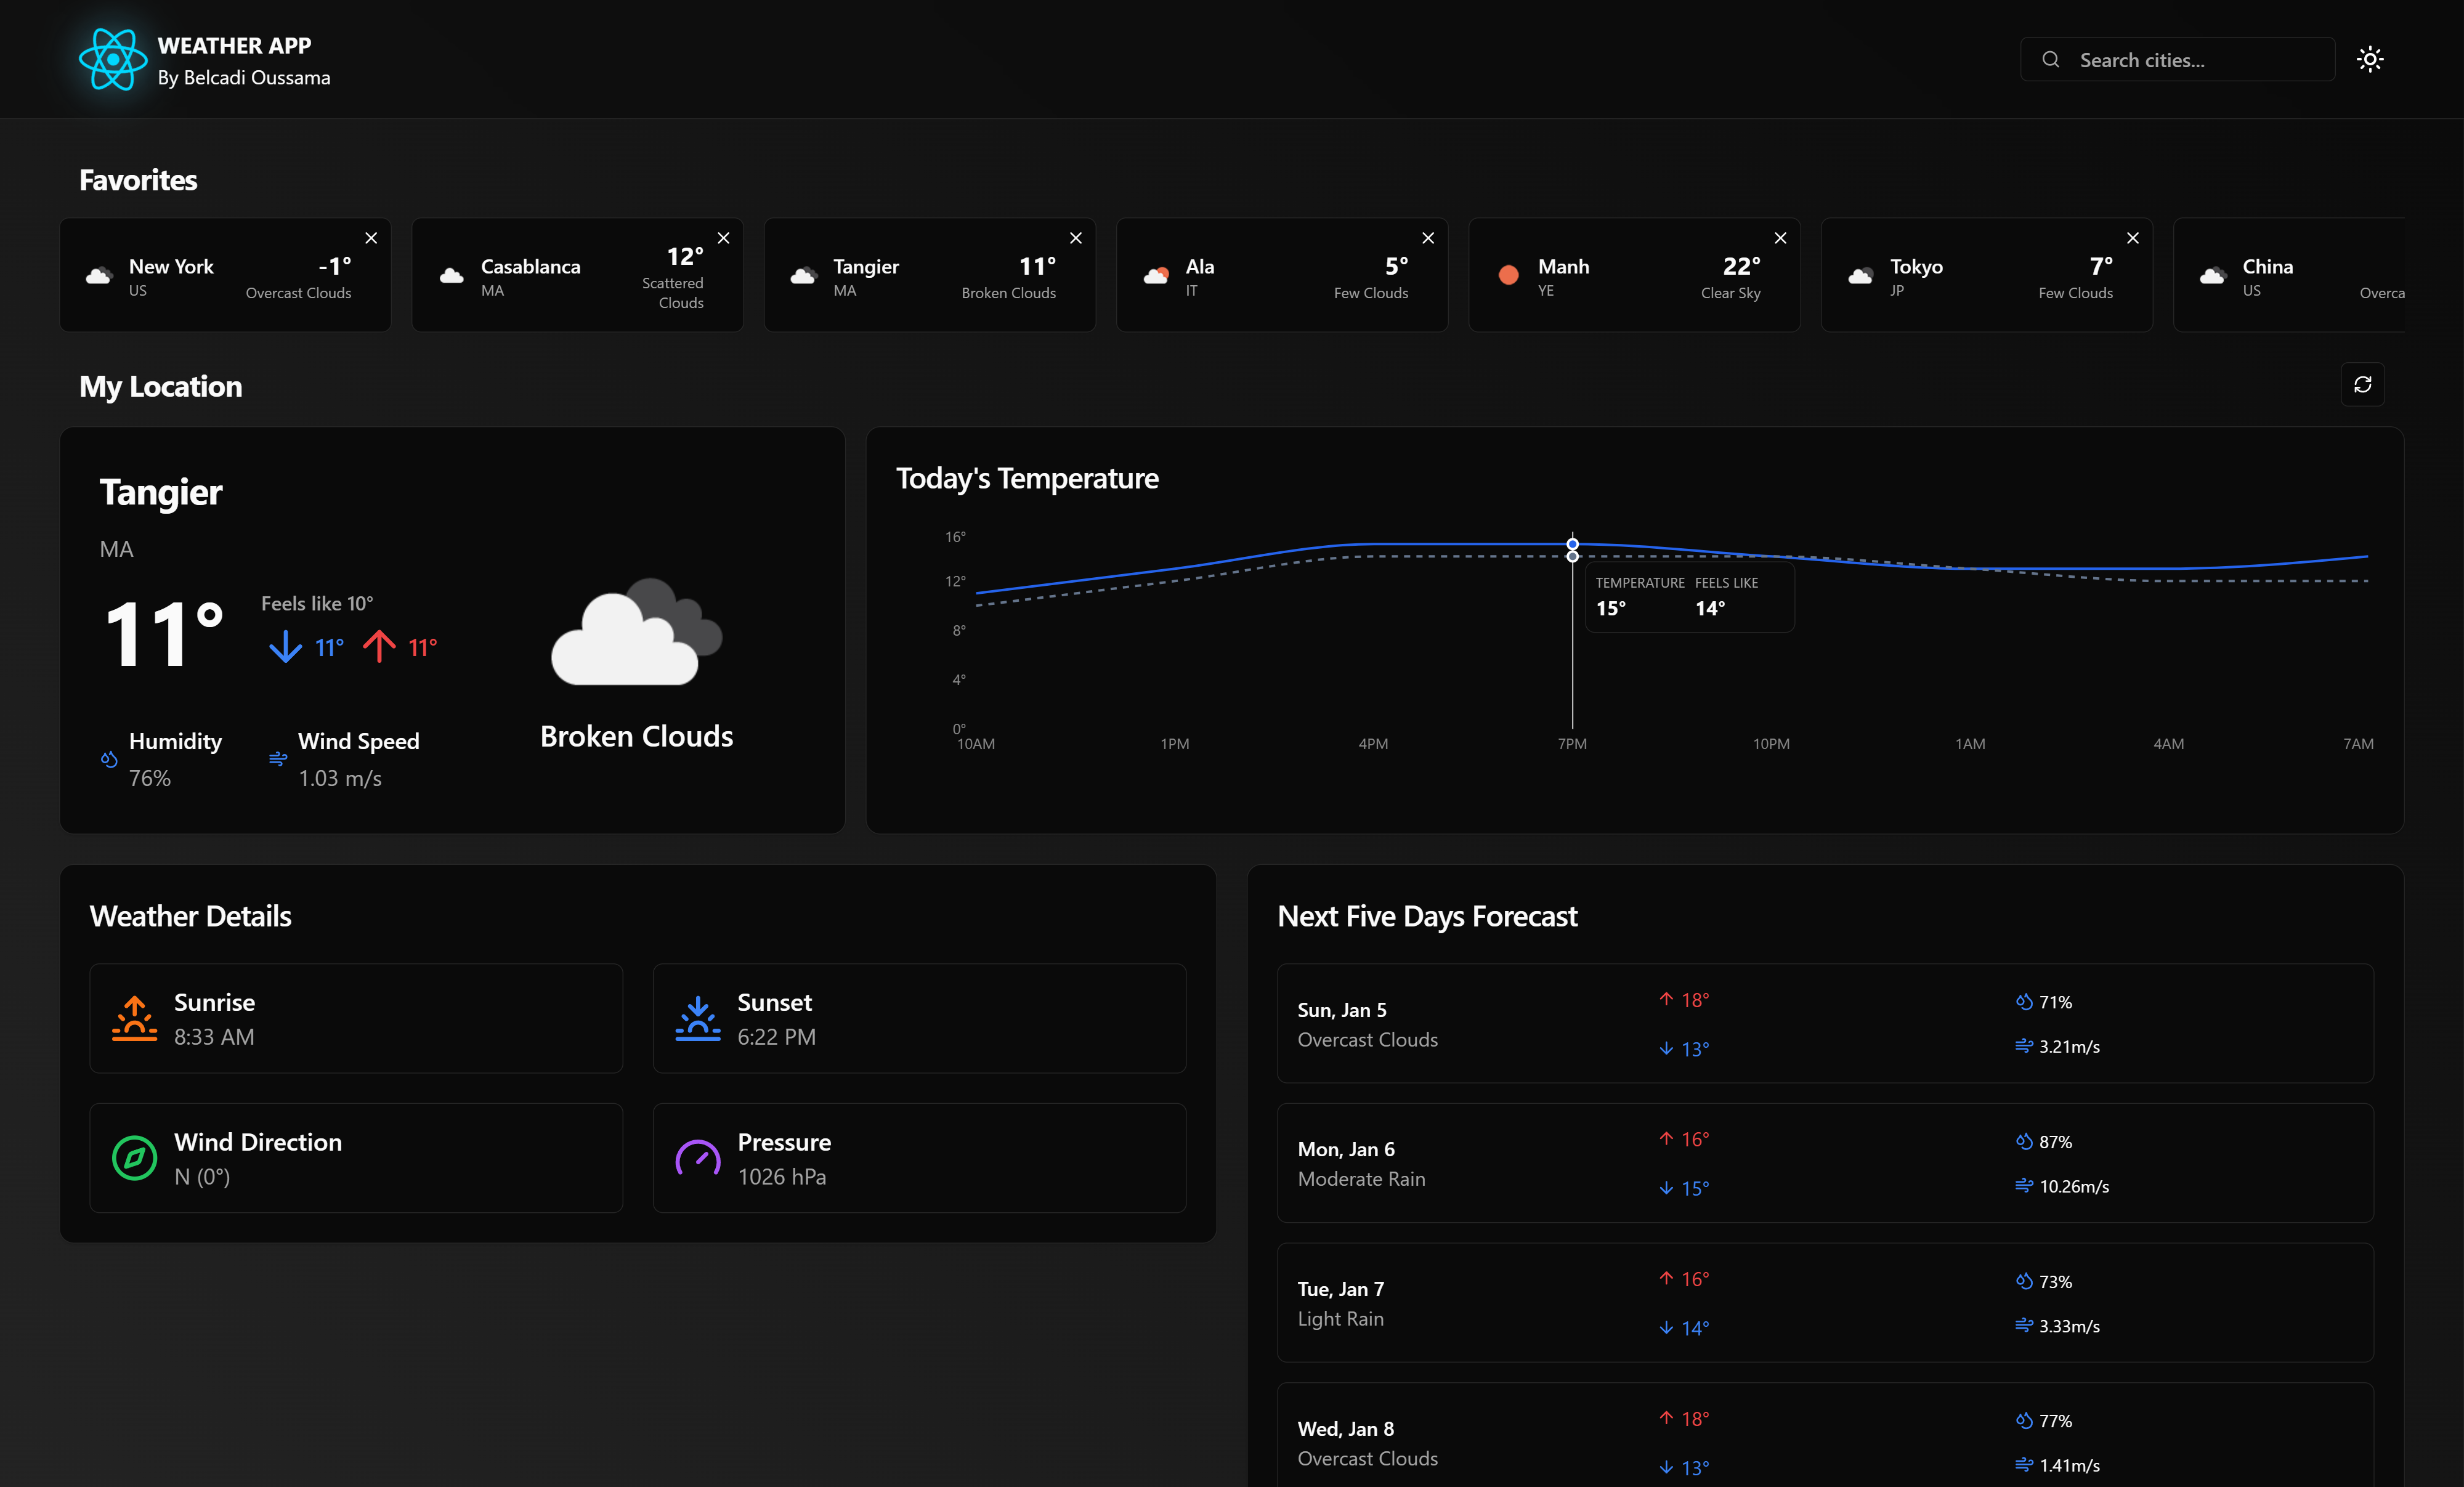 WEATHER APP
By Belcadi Oussama
Search cities...
Favorites
New York
US
-1°
Overcast Clouds
Casablanca
MA
12°
Scattered
Clouds
Tangier
MA
11°
Broken Clouds
Ala
IT
5°
Few Clouds
Manh
YE
22°
Clear Sky
Tokyo
JP
7°
Few Clouds
China
US
Overca
My Location
Tangier
MA
11°
Feels like 10°
11°
11°
Humidity
76%
Wind Speed
1.03 m/s
Broken Clouds
Today's Temperature
16°
12°
8°
4°
0°
TEMPERATURE FEELS LIKE
15° 14°
10AM 1PM 4PM 7PM 10PM 1AM 4AM 7AM
Weather Details
Sunrise
8:33 AM
Sunset
6:22 PM
Wind Direction
N (0°)
Pressure
1026 hPa
Next Five Days Forecast
Sun, Jan 5
Overcast Clouds
18°
13°
71%
3.21m/s
Mon, Jan 6
Moderate Rain
16°
15°
87%
10.26m/s
Tue, Jan 7
Light Rain
16°
14°
73%
3.33m/s
Wed, Jan 8
Overcast Clouds
18°
13°
77%
1.41m/s